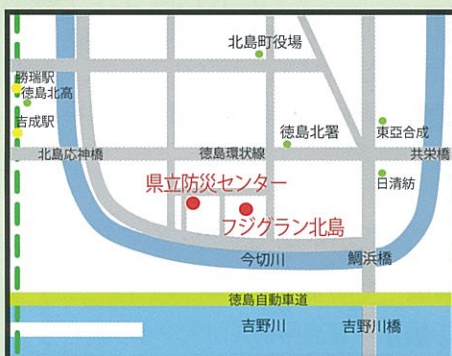 北島町役場
勝瑞駅
徳島北高
吉成駅
徳島北署
東亞合成
北島応神橋
徳島環状線
共栄橋
県立防災センター
日清紡
フジグラン北島
今切川
鯛浜橋
徳島自動車道
吉野川
吉野川橋